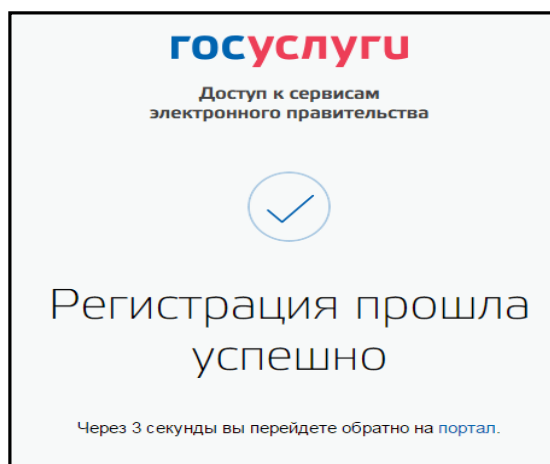 госуслуги
Доступ к сервисам
электронного правительства
Регистрация прошла
успешно
Через 3 секунды вы перейдете обратно на портал.